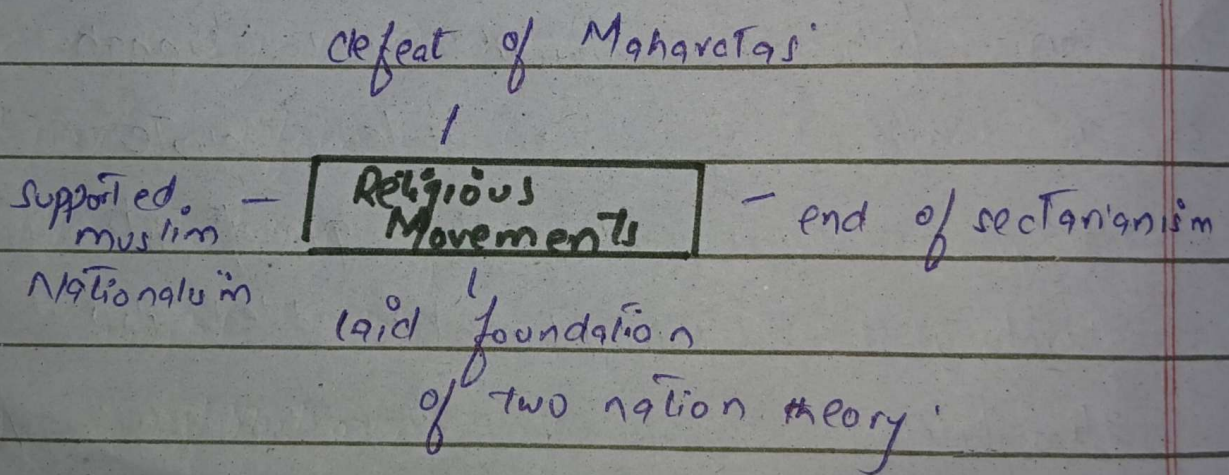 defeat of Maharatas
Religious
Movements
supported
muslim
Nationalism
end of sectarianism
laid foundation
of two nation theory.